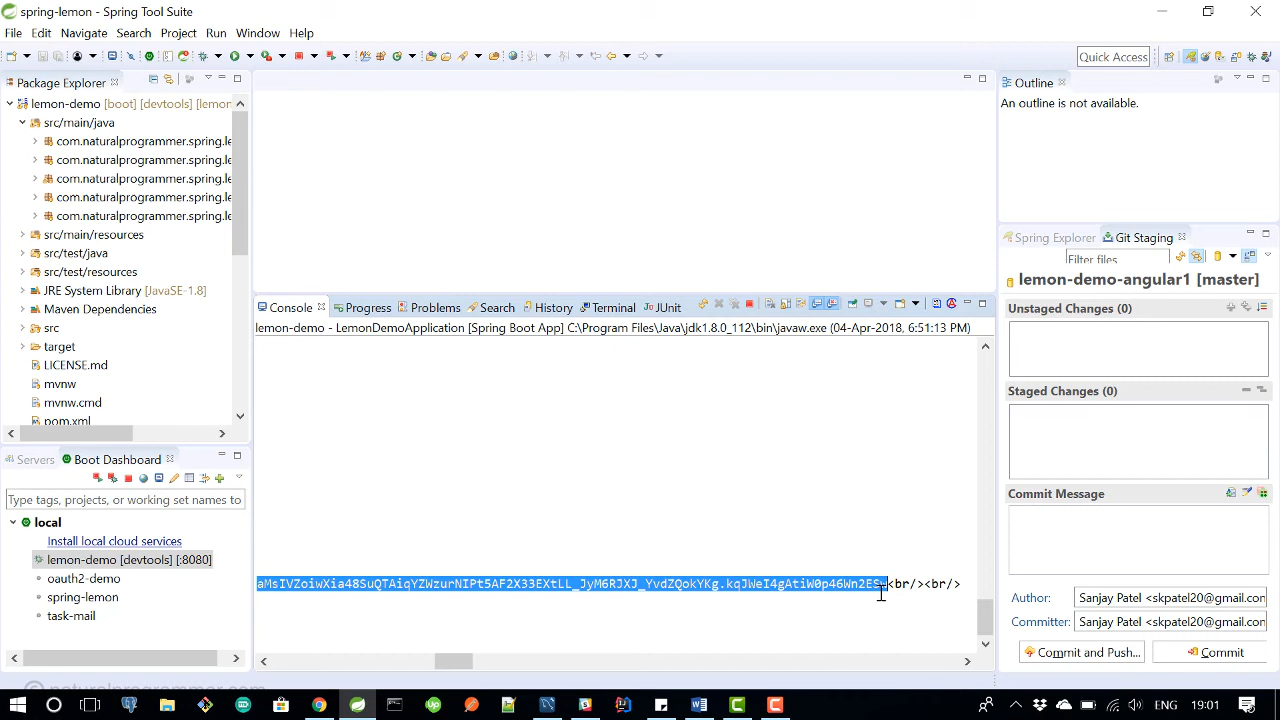 spring-lemon - Spring Tool Suite
File Edit Navigate Search Project Run Window Help
Quick Access
Package Explorer
lemon-demo [boot] [devtools] [lemon
src/main/java
com.naturalprogrammer.spring.le
com.naturalprogrammer.spring.le
com.naturalprogrammer.spring.le
com.naturalprogrammer.spring.le
com.naturalprogrammer.spring.le
src/main/resources
src/test/java
src/test/resources
JRE System Library [JavaSE-1.8]
Maven Dependencies
src
target
LICENSE.md
mvnw
mvnw.cmd
pom.xml
Servers Boot Dashboard
Type tags, projects, or working set names to
local
Install local cloud services
lemon-demo [devtools] [:8080]
oauth2-demo
spring-lemon
task-mail
Console Progress Problems Search History Terminal JUnit
lemon-demo - LemonDemoApplication [Spring Boot App] C:\Program Files\Java\jdk1.8.0_112\bin\javaw.exe (04-Apr-2018, 6:51:13 PM)
aMsIVZoiwXia48SuQTAiqYZWzurNIPt5AF2X33EXtLL_JyM6RJXJ_YvdZQokYKg.kqJWeI4gAtiW0p46Wn2ESw<br/><br/>
Outline
An outline is not available.
Spring Explorer Git Staging
Filter files
lemon-demo-angular1 [master]
Unstaged Changes (0)
Staged Changes (0)
Commit Message
Author: Sanjay Patel <skpatel20@gmail.com
Committer: Sanjay Patel <skpatel20@gmail.com
Commit and Push... Commit
naturalprogrammer.com
ENG 19:01